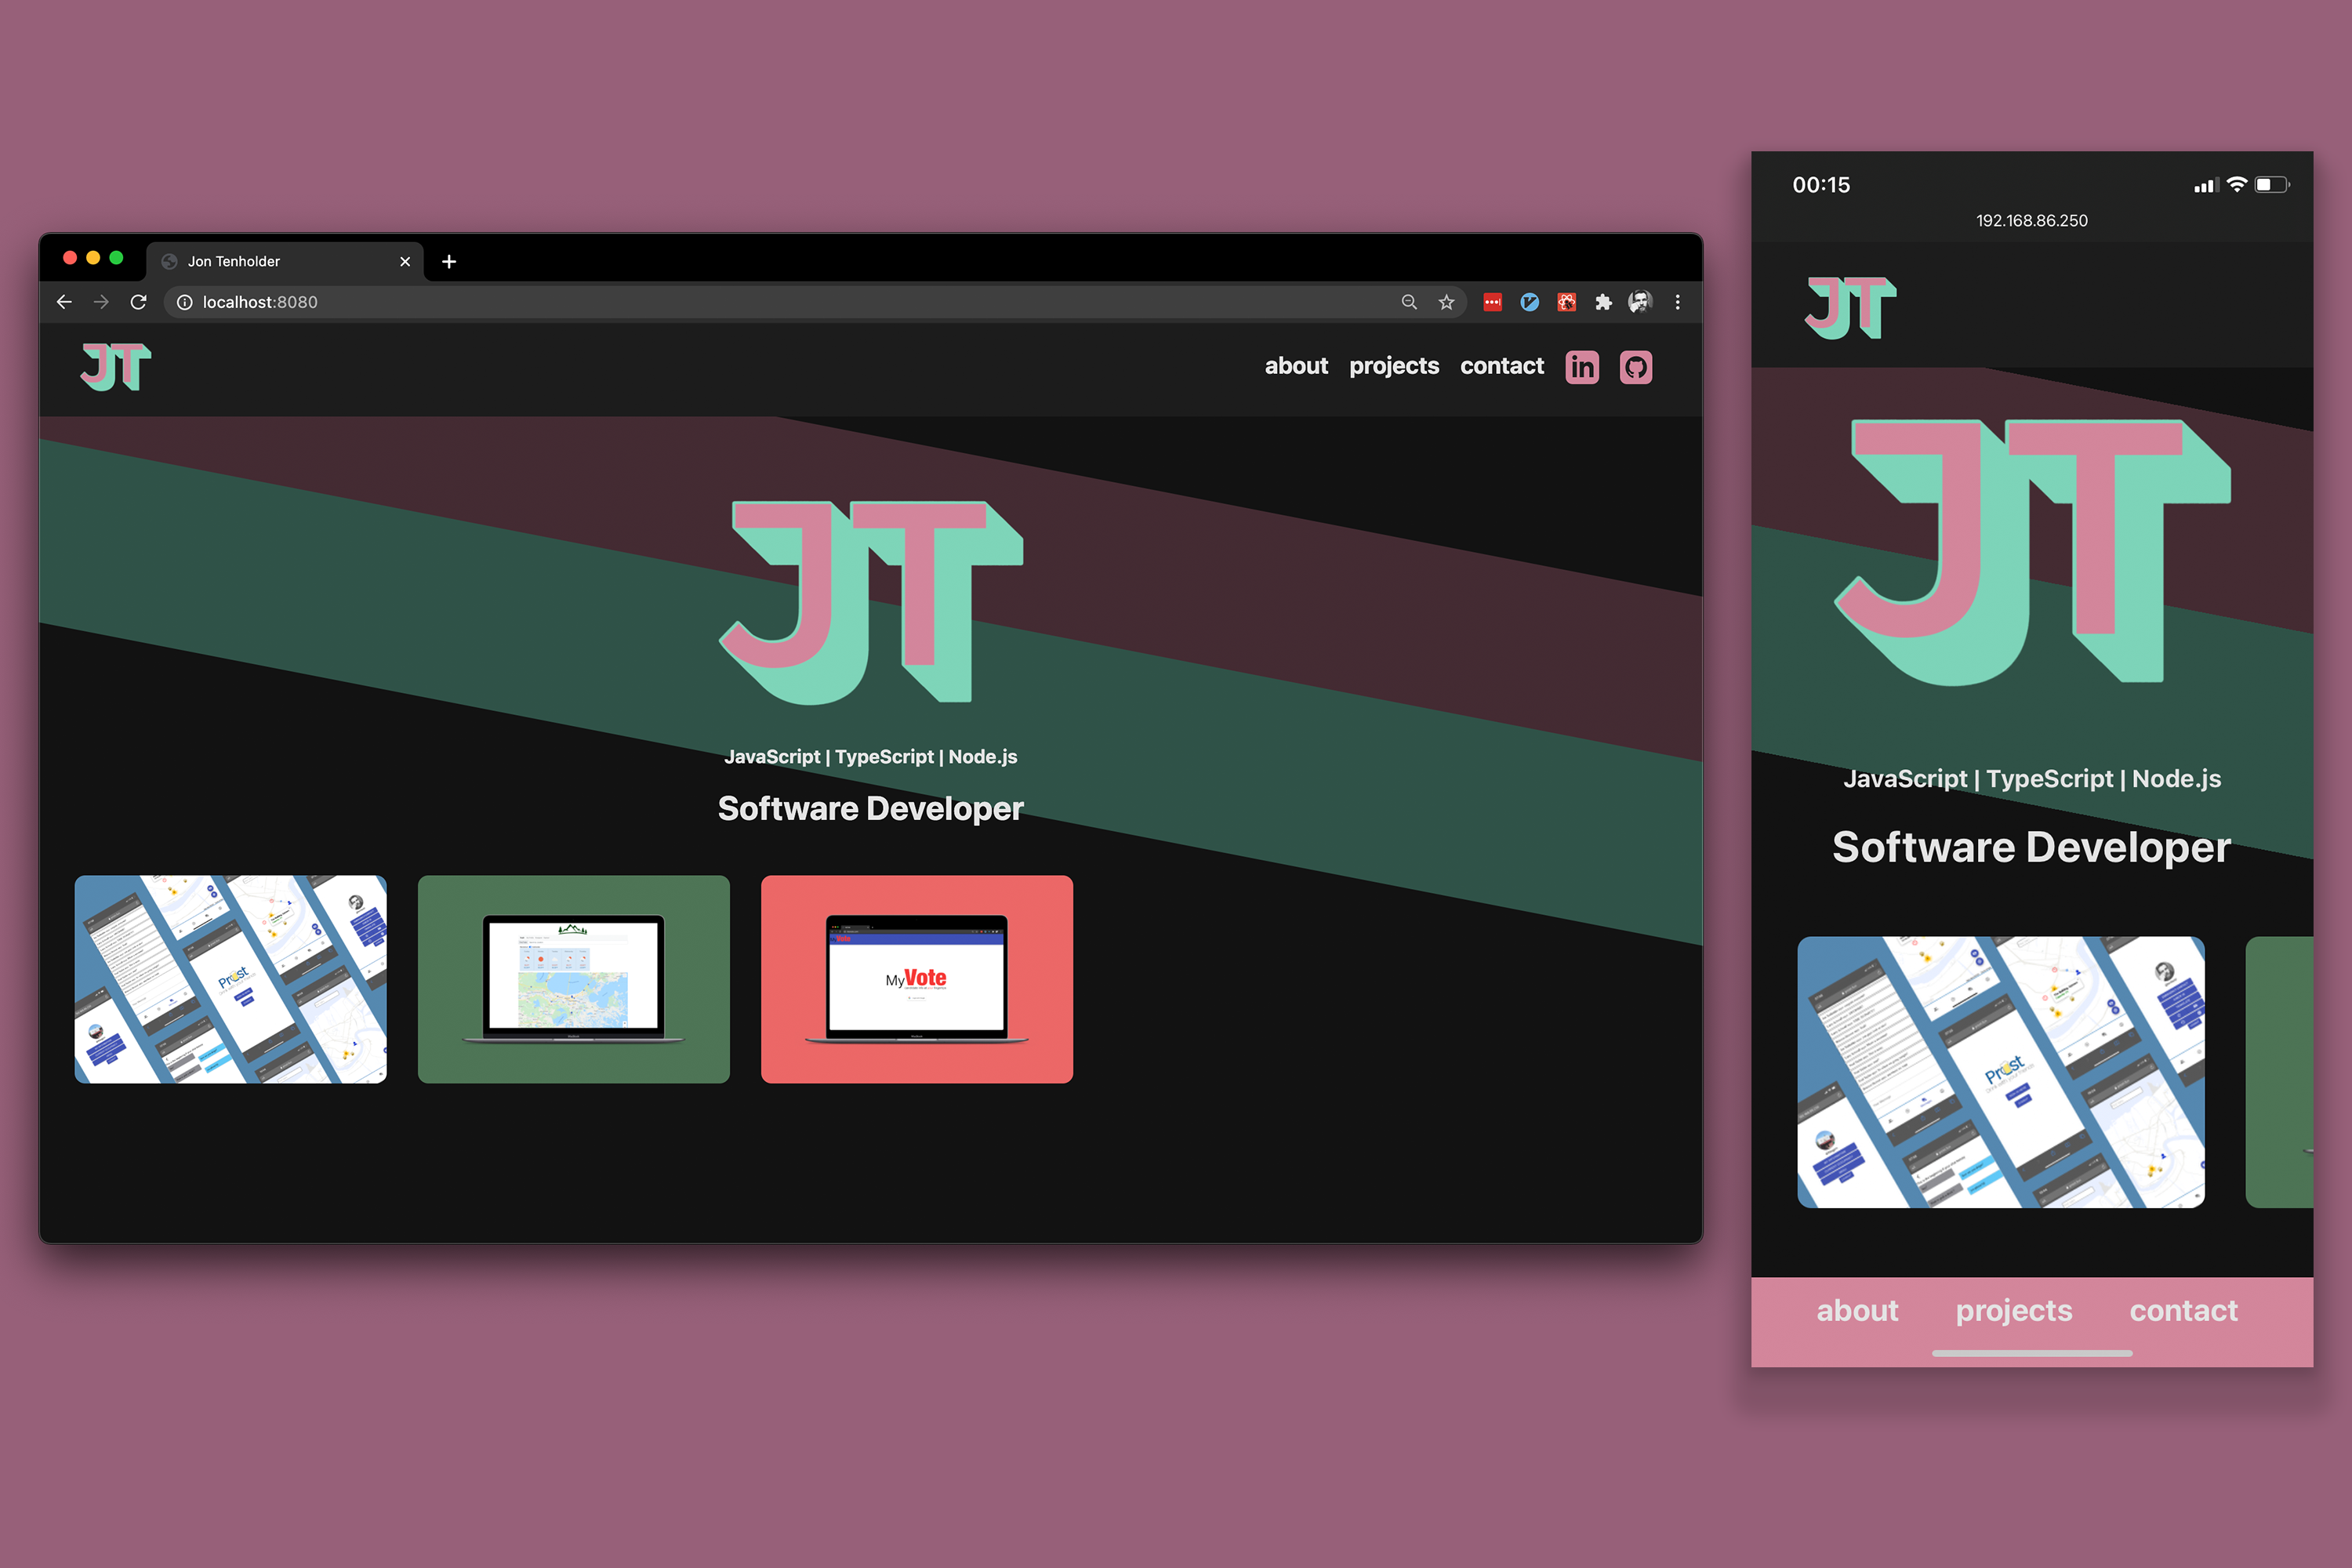 Jon Tenholder
localhost:8080
JT
about projects contact in
JT
JavaScript | TypeScript | Node.js
Software Developer
Prost
MyVote
00:15
192.168.86.250
JT
JT
JavaScript | TypeScript | Node.js
Software Developer
Prost
about projects contact